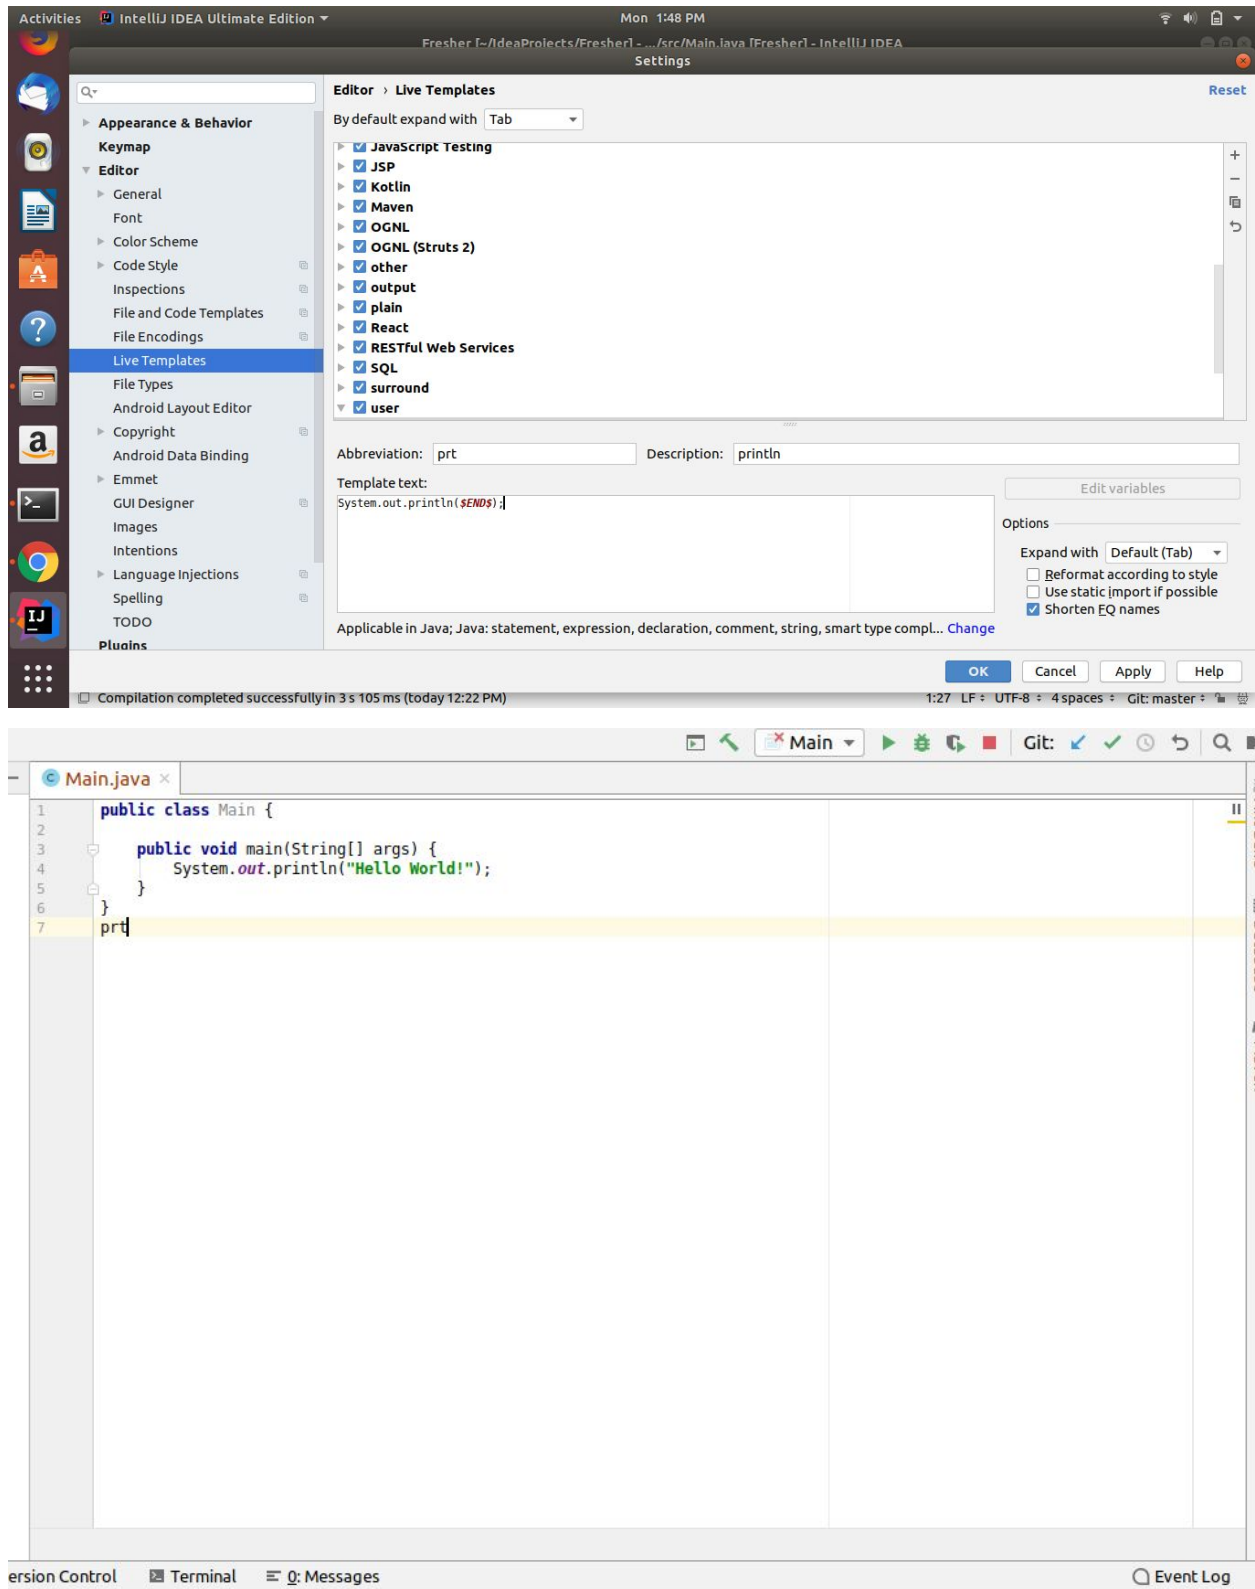 Activities IntelliJ IDEA Ultimate Edition Mon 1:48 PM
Fresher [~/IdeaProjects/Fresher] - .../src/Main.java [Fresher] - IntelliJ IDEA
Settings
Editor › Live Templates Reset
By default expand with Tab
Appearance & Behavior
Keymap
Editor
General
Font
Color Scheme
Code Style
Inspections
File and Code Templates
File Encodings
Live Templates
File Types
Android Layout Editor
Copyright
Android Data Binding
Emmet
GUI Designer
Images
Intentions
Language Injections
Spelling
TODO
Plugins
JavaScript Testing
JSP
Kotlin
Maven
OGNL
OGNL (Struts 2)
other
output
plain
React
RESTful Web Services
SQL
surround
user
Abbreviation: prt Description: println
Template text:
System.out.println($END$);
Edit variables
Options
Expand with Default (Tab)
Reformat according to style
Use static import if possible
Shorten FQ names
Applicable in Java; Java: statement, expression, declaration, comment, string, smart type compl... Change
OK Cancel Apply Help
Compilation completed successfully in 3 s 105 ms (today 12:22 PM) 1:27 LF UTF-8 4 spaces Git: master
Main Git:
Main.java
1 public class Main {
2
3 public void main(String[] args) {
4 System.out.println("Hello World!");
5 }
6 }
7 prt
ersion Control Terminal 0: Messages Event Log